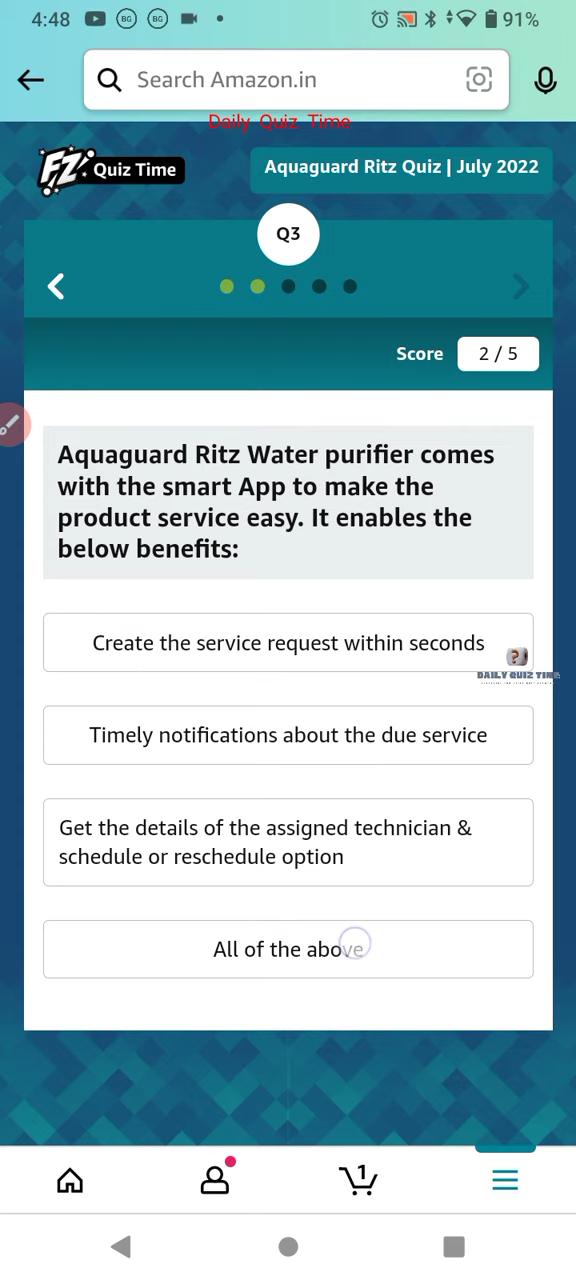 4:48 BG BG 91%
Search Amazon.in
Daily Quiz Time
FZ Quiz Time
Aquaguard Ritz Quiz | July 2022
Q3
Score 2 / 5
Aquaguard Ritz Water purifier comes
with the smart App to make the
product service easy. It enables the
below benefits:
Create the service request within seconds
DAILY QUIZ TIME
Timely notifications about the due service
Get the details of the assigned technician &
schedule or reschedule option
All of the above
1